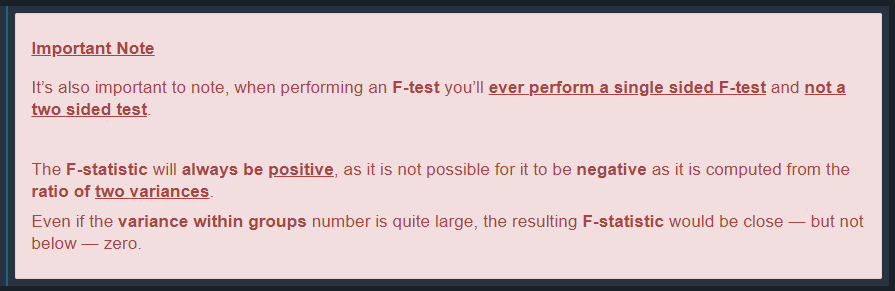 Important Note
It’s also important to note, when performing an F-test you’ll ever perform a single sided F-test and not a
two sided test.
The F-statistic will always be positive, as it is not possible for it to be negative as it is computed from the
ratio of two variances.
Even if the variance within groups number is quite large, the resulting F-statistic would be close — but not
below — zero.